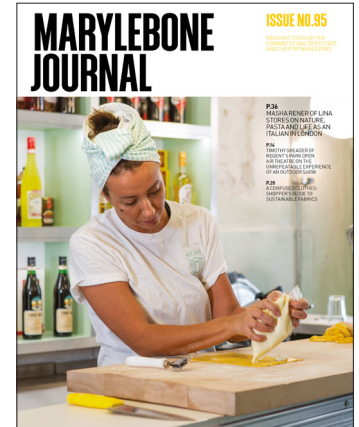 MARYLEBONE
JOURNAL
ISSUE NO.95
P.36
MASHA RENER OF LINA
STORES ON NATURE,
PASTA AND LIFE AS AN
ITALIAN IN LONDON
P.14
TIMOTHY SHEADER OF
REGENT'S PARK OPEN
AIR THEATRE ON THE
UNREPEATABLE EXPERIENCE
OF AN OUTDOOR SHOW
P.28
A CONFUSED CLOTHES-
SHOPPER'S GUIDE TO
SUSTAINABLE FABRICS